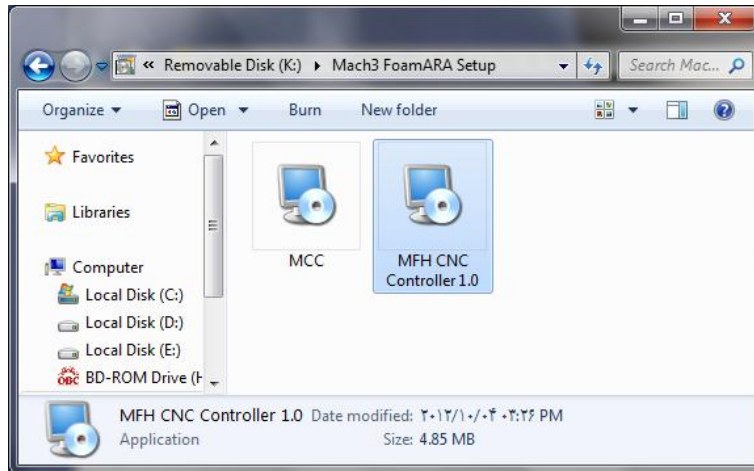 « Removable Disk (K:) ▸ Mach3 FoamARA Setup
Search Mac...
Organize
Open
Burn
New folder
Favorites
Libraries
Computer
Local Disk (C:)
Local Disk (D:)
Local Disk (E:)
BD-ROM Drive (H
OBC
MCC
MFH CNC
Controller 1.0
MFH CNC Controller 1.0 Date modified: ۲۰۱۲/۱۰/۰۴ ۰۳:۲۶ PM
Application Size: 4.85 MB